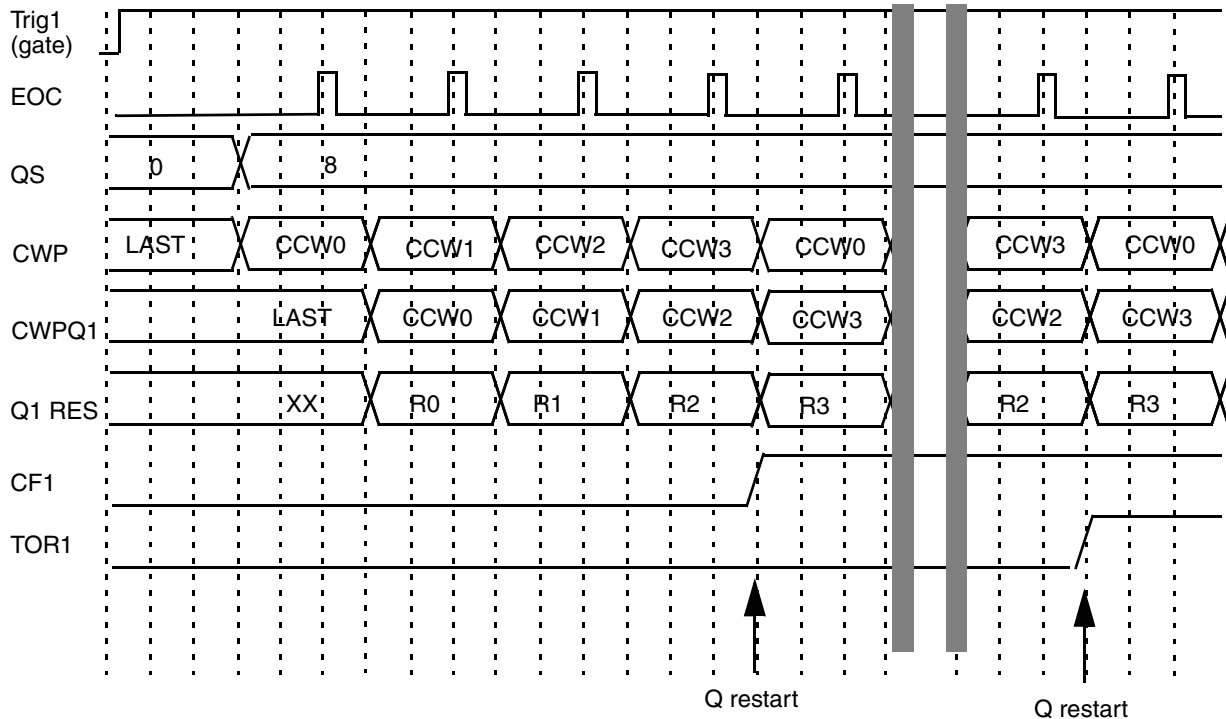 Trig1
(gate)
EOC
QS 0 8
CWP LAST CCW0 CCW1 CCW2 CCW3 CCW0 CCW3 CCW0
CWPQ1 LAST CCW0 CCW1 CCW2 CCW3 CCW2 CCW3
Q1 RES XX R0 R1 R2 R3 R2 R3
CF1
TOR1
Q restart Q restart